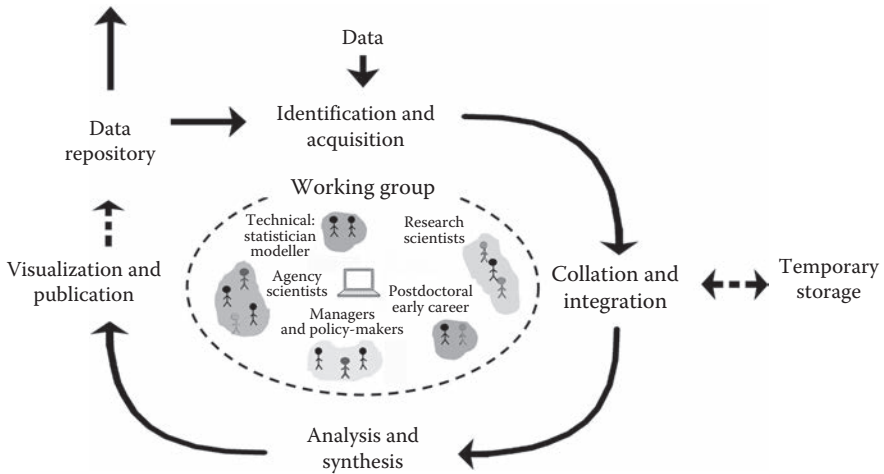 Data
Identification and
acquisition
Data
repository
Working group
Technical:
statistician
modeller
Research
scientists
Visualization and
publication
Agency
scientists
Postdoctoral
early career
Managers
and policy-makers
Collation and
integration
Temporary
storage
Analysis and
synthesis